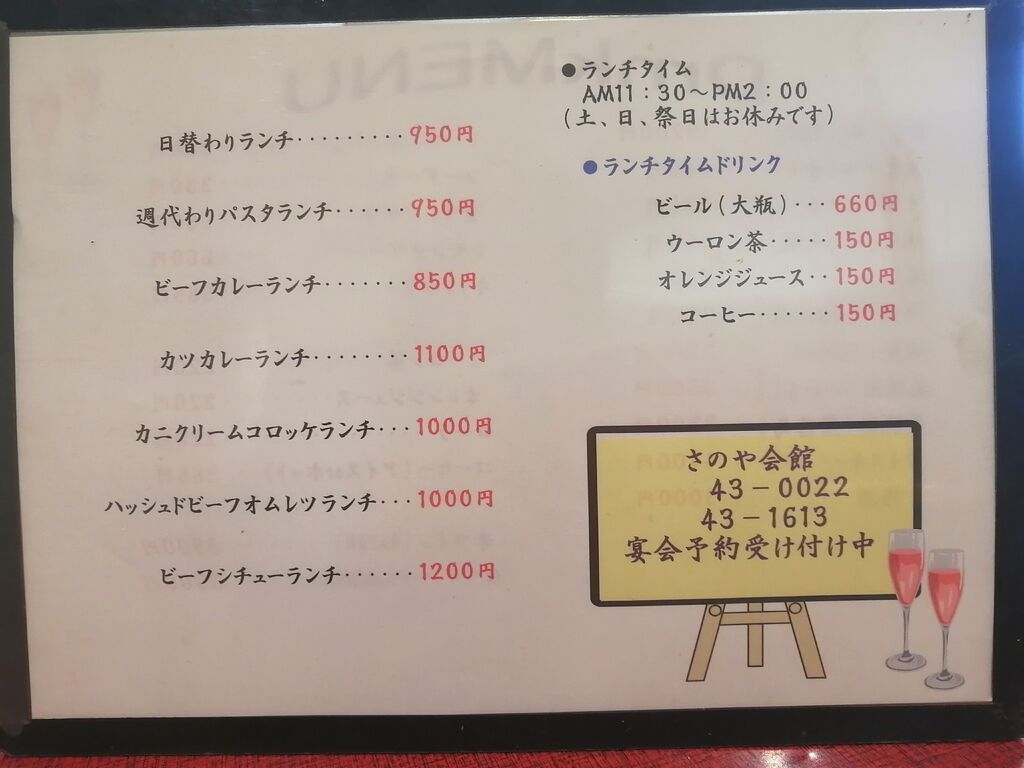 日替わりランチ·········950円
週代わりパスタランチ······950円
ビーフカレーランチ·······850円
カツカレーランチ········1100円
カニクリームコロッケランチ···1000円
ハッシュドビーフオムレツランチ···1000円
ビーフシチューランチ······1200円
●ランチタイム
AM11：30～PM2：00
(土、日、祭日はお休みです)
●ランチタイムドリンク
ビール(大瓶)···660円
ウーロン茶·····150円
オレンジジュース··150円
コーヒー······150円
さのや会館
43－0022
43－1613
宴会予約受け付け中